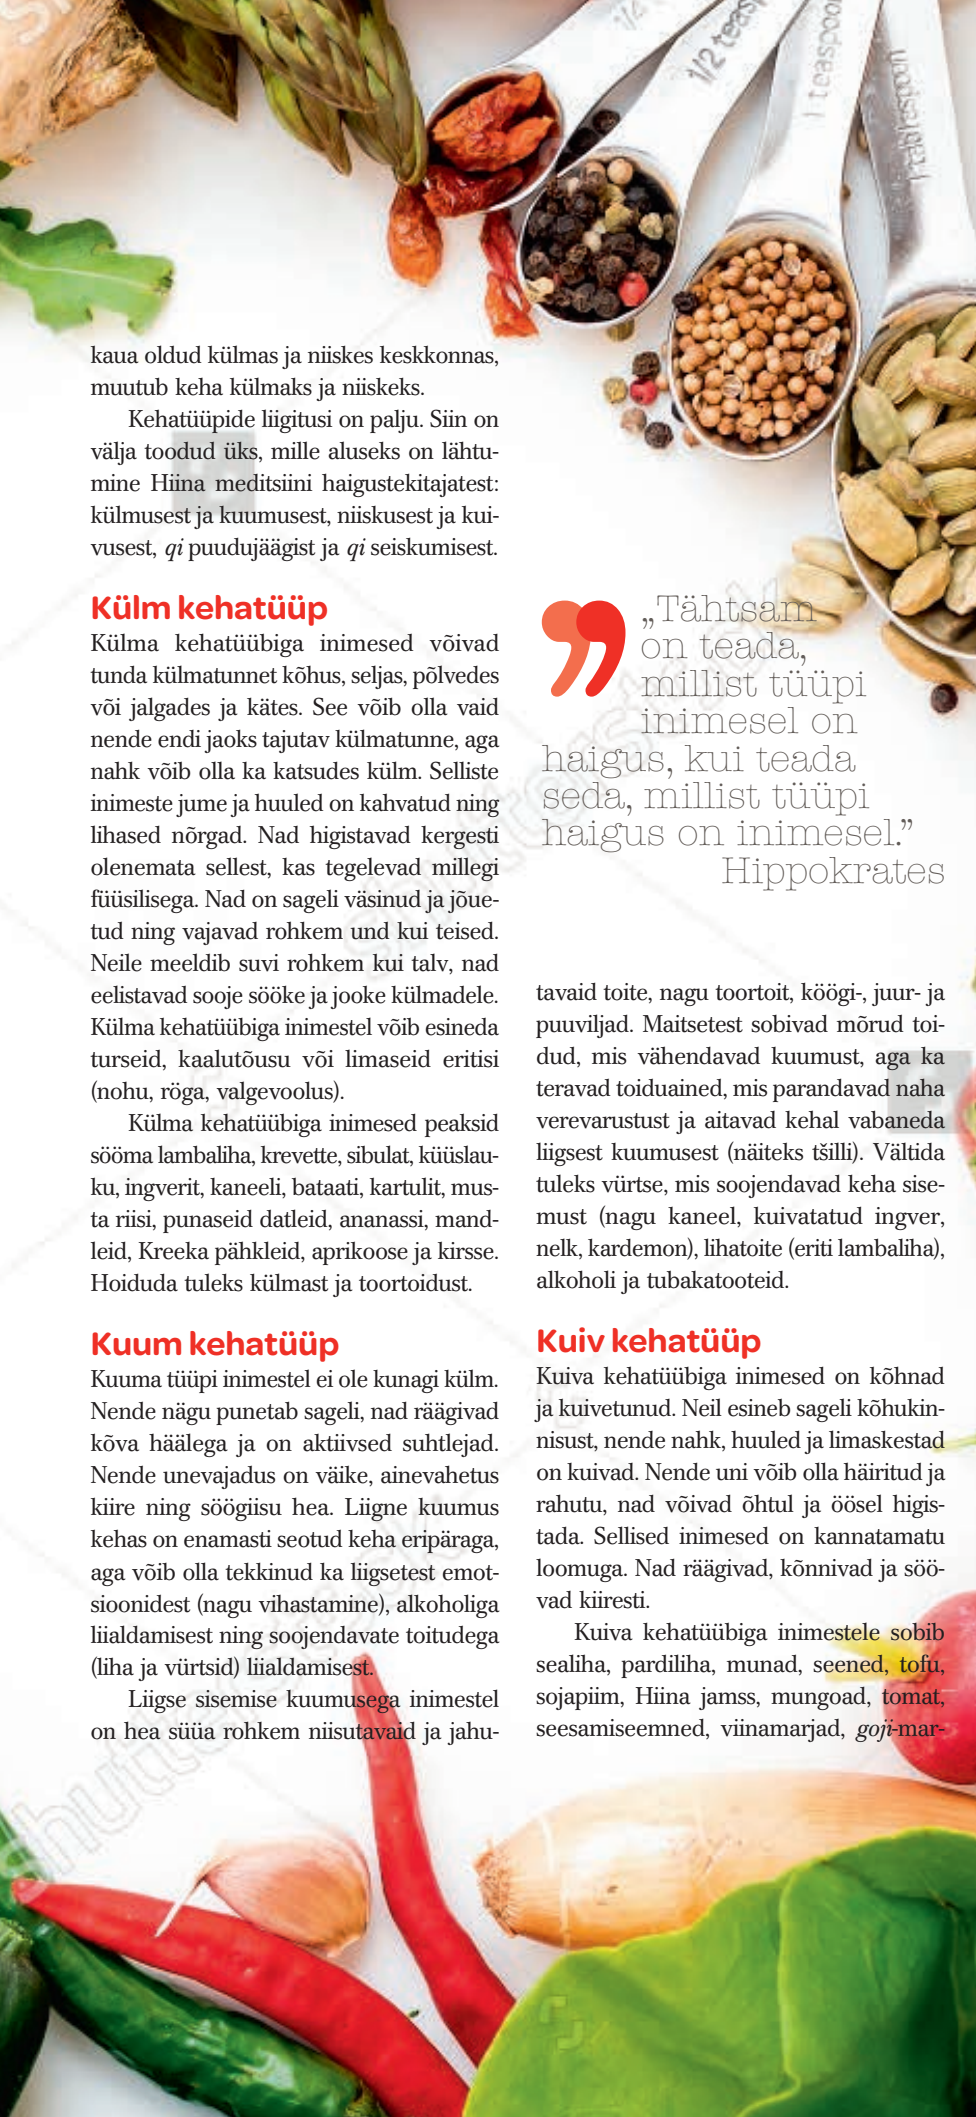 1/4
1/2 teasp
1 teaspoon
1 tablespoon
kaua oldud külmas ja niiskes keskkonnas,
muutub keha külmaks ja niiskeks.
Kehatüüpide liigitusi on palju. Siin on
välja toodud üks, mille aluseks on lähtu-
mine Hiina meditsiini haigustekitajatest:
külmusest ja kuumusest, niiskusest ja kui-
vusest, qi puudujäägist ja qi seiskumisest.
Külm kehatüüp
Külma kehatüübiga inimesed võivad
tunda külmatunnet kõhus, seljas, põlvedes
või jalgades ja kätes. See võib olla vaid
nende endi jaoks tajutav külmatunne, aga
nahk võib olla ka katsudes külm. Selliste
inimeste jume ja huuled on kahvatud ning
lihased nõrgad. Nad higistavad kergesti
olenemata sellest, kas tegelevad millegi
füüsilisega. Nad on sageli väsinud ja jõue-
tud ning vajavad rohkem und kui teised.
Neile meeldib suvi rohkem kui talv, nad
eelistavad sooje sööke ja jooke külmadele.
Külma kehatüübiga inimestel võib esineda
turseid, kaalutõusu või limaseid eritisi
(nohu, röga, valgevoolus).
Külma kehatüübiga inimesed peaksid
sööma lambaliha, krevette, sibulat, küüslau-
ku, ingverit, kaneeli, bataati, kartulit, mus-
ta riisi, punaseid datleid, ananassi, mand-
leid, Kreeka pähkleid, aprikoose ja kirsse.
Hoiduda tuleks külmast ja toortoidust.
Kuum kehatüüp
Kuuma tüüpi inimestel ei ole kunagi külm.
Nende nägu punetab sageli, nad räägivad
kõva häälega ja on aktiivsed suhtlejad.
Nende unevajadus on väike, ainevahetus
kiire ning söögiisu hea. Liigne kuumus
kehas on enamasti seotud keha eripäraga,
aga võib olla tekkinud ka liigsetest emot-
sioonidest (nagu vihastamine), alkoholiga
liialdamisest ning soojendavate toitudega
(liha ja vürtsid) liialdamisest.
Liigse sisemise kuumusega inimestel
on hea süüa rohkem niisutavaid ja jahu-
„Tähtsam
on teada,
millist tüüpi
inimesel on
haigus, kui teada
seda, millist tüüpi
haigus on inimesel.”
Hippokrates
tavaid toite, nagu toortoit, köögi-, juur- ja
puuviljad. Maitsetest sobivad mõrud toi-
dud, mis vähendavad kuumust, aga ka
teravad toiduained, mis parandavad naha
verevarustust ja aitavad kehal vabaneda
liigsest kuumusest (näiteks tšilli). Vältida
tuleks vürtse, mis soojendavad keha sise-
must (nagu kaneel, kuivatatud ingver,
nelk, kardemon), lihatoite (eriti lambaliha),
alkoholi ja tubakatooteid.
Kuiv kehatüüp
Kuiva kehatüübiga inimesed on kõhnad
ja kuivetunud. Neil esineb sageli kõhukin-
nisust, nende nahk, huuled ja limaskestad
on kuivad. Nende uni võib olla häiritud ja
rahutu, nad võivad õhtul ja öösel higis-
tada. Sellised inimesed on kannatamatu
loomuga. Nad räägivad, kõnnivad ja söö-
vad kiiresti.
Kuiva kehatüübiga inimestele sobib
sealiha, pardiliha, munad, seened, tofu,
sojapiim, Hiina jamss, mungoad, tomat,
seesamiseemned, viinamarjad, goji-mar-
shutterstock
shutterstock